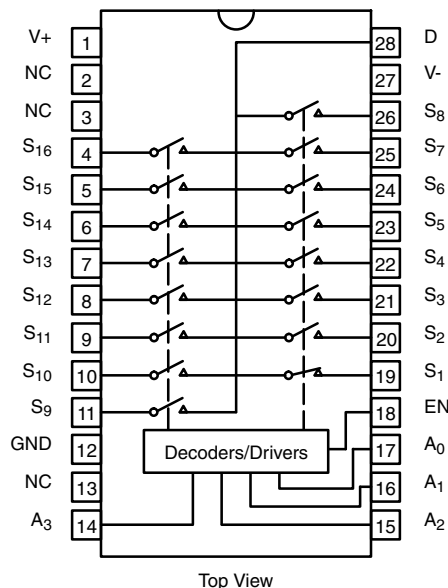 V+ 1 28 D
NC 2 27 V-
NC 3 26 S8
S16 4 25 S7
S15 5 24 S6
S14 6 23 S5
S13 7 22 S4
S12 8 21 S3
S11 9 20 S2
S10 10 19 S1
S9 11 18 EN
GND 12 Decoders/Drivers 17 A0
NC 13 16 A1
A3 14 15 A2
Top View